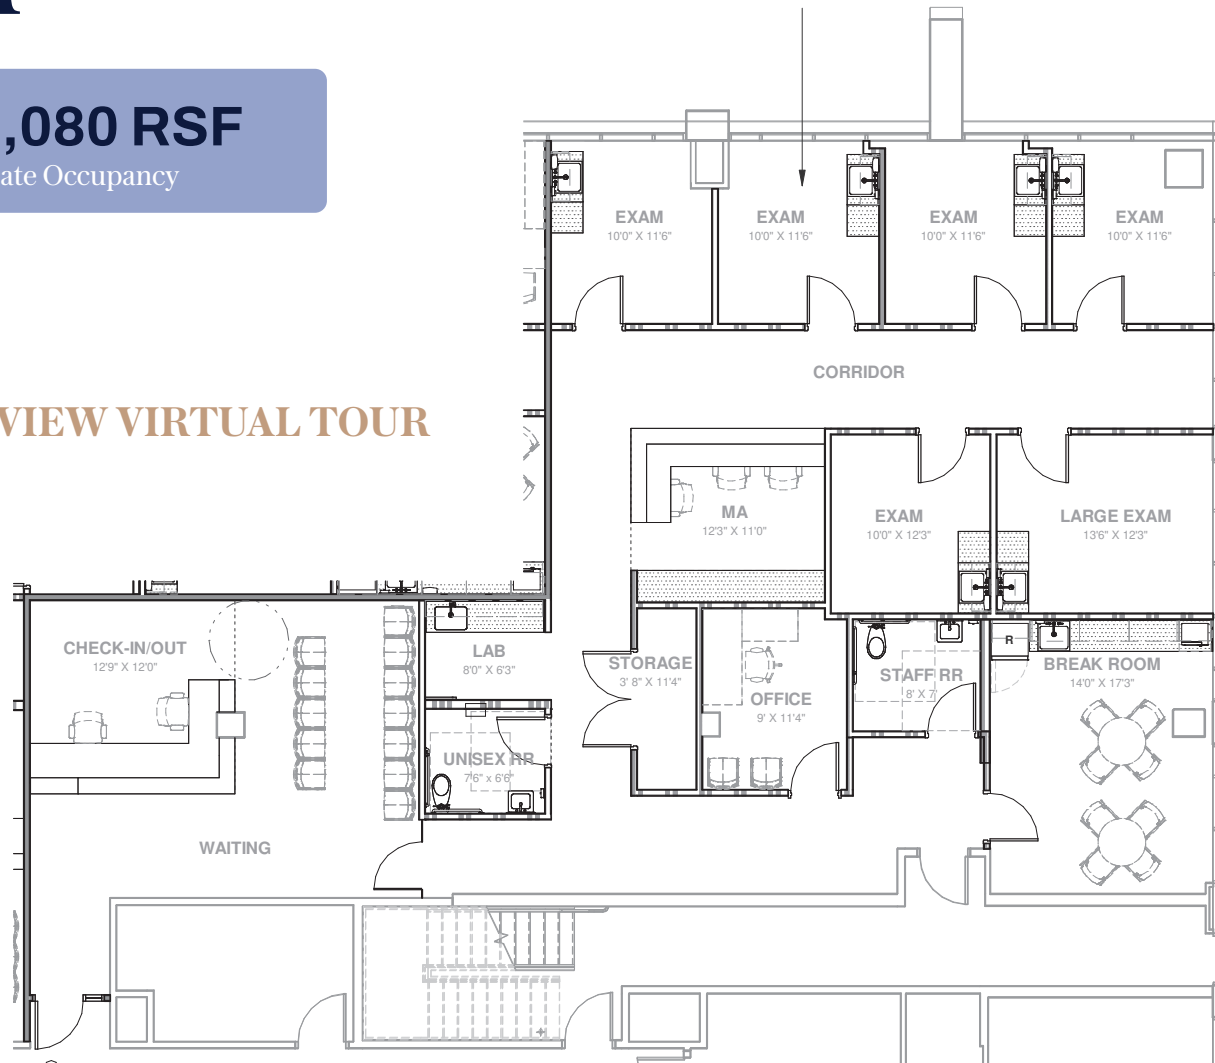 ,080 RSF
ate Occupancy
VIEW VIRTUAL TOUR
EXAM
10'0" X 11'6"
EXAM
10'0" X 11'6"
EXAM
10'0" X 11'6"
EXAM
10'0" X 11'6"
CORRIDOR
MA
12'3" X 11'0"
EXAM
10'0" X 12'3"
LARGE EXAM
13'6" X 12'3"
CHECK-IN/OUT
12'9" X 12'0"
LAB
8'0" X 6'3"
STORAGE
3' 8" X 11'4"
OFFICE
9' X 11'4"
STAFF RR
8' X 7'
R
BREAK ROOM
14'0" X 17'3"
UNISEX RR
7'6" x 6'6"
WAITING